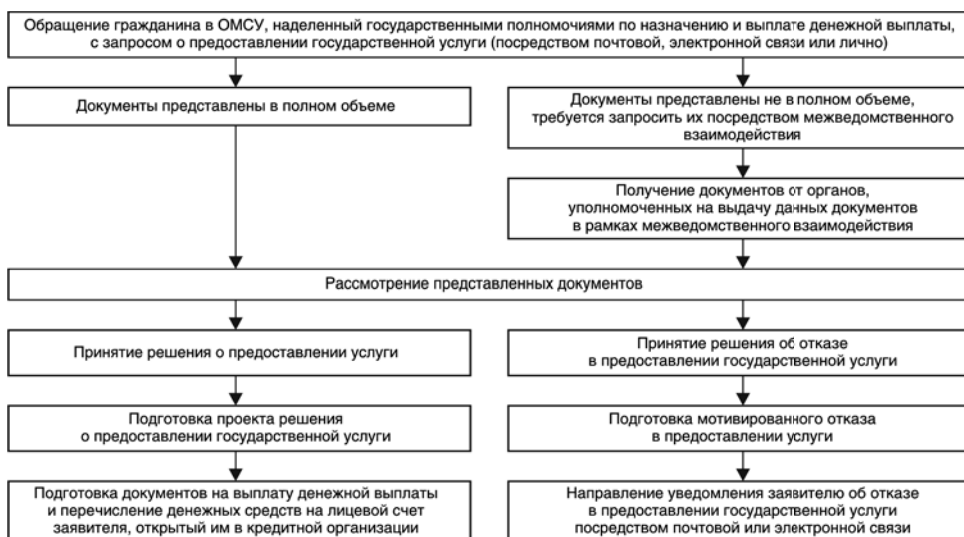 Обращение гражданина в ОМСУ, наделенный государственными полномочиями по назначению и выплате денежной выплаты,
с запросом о предоставлении государственной услуги (посредством почтовой, электронной связи или лично)
Документы представлены в полном объеме
Документы представлены не в полном объеме,
требуется запросить их посредством межведомственного
взаимодействия
Получение документов от органов,
уполномоченных на выдачу данных документов
в рамках межведомственного взаимодействия
Рассмотрение представленных документов
Принятие решения о предоставлении услуги
Принятие решения об отказе
в предоставлении государственной услуги
Подготовка проекта решения
о предоставлении государственной услуги
Подготовка мотивированного отказа
в предоставлении услуги
Подготовка документов на выплату денежной выплаты
и перечисление денежных средств на лицевой счет
заявителя, открытый им в кредитной организации
Направление уведомления заявителю об отказе
в предоставлении государственной услуги
посредством почтовой или электронной связи